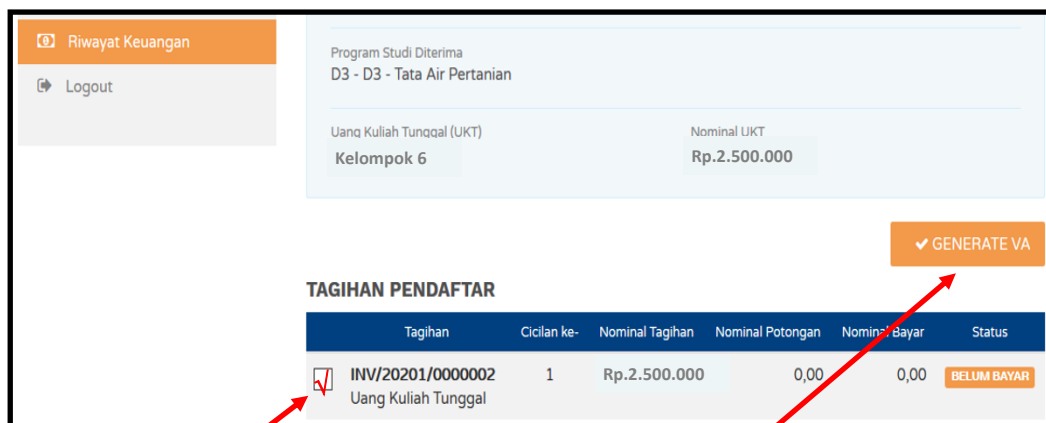 Riwayat Keuangan
Logout
Program Studi Diterima
D3 - D3 - Tata Air Pertanian
Uang Kuliah Tunggal (UKT) Nominal UKT
Kelompok 6 Rp.2.500.000
GENERATE VA
TAGIHAN PENDAFTAR
Tagihan Cicilan ke- Nominal Tagihan Nominal Potongan Nominal Bayar Status
INV/20201/0000002 1 Rp.2.500.000 0,00 0,00 BELUM BAYAR
Uang Kuliah Tunggal